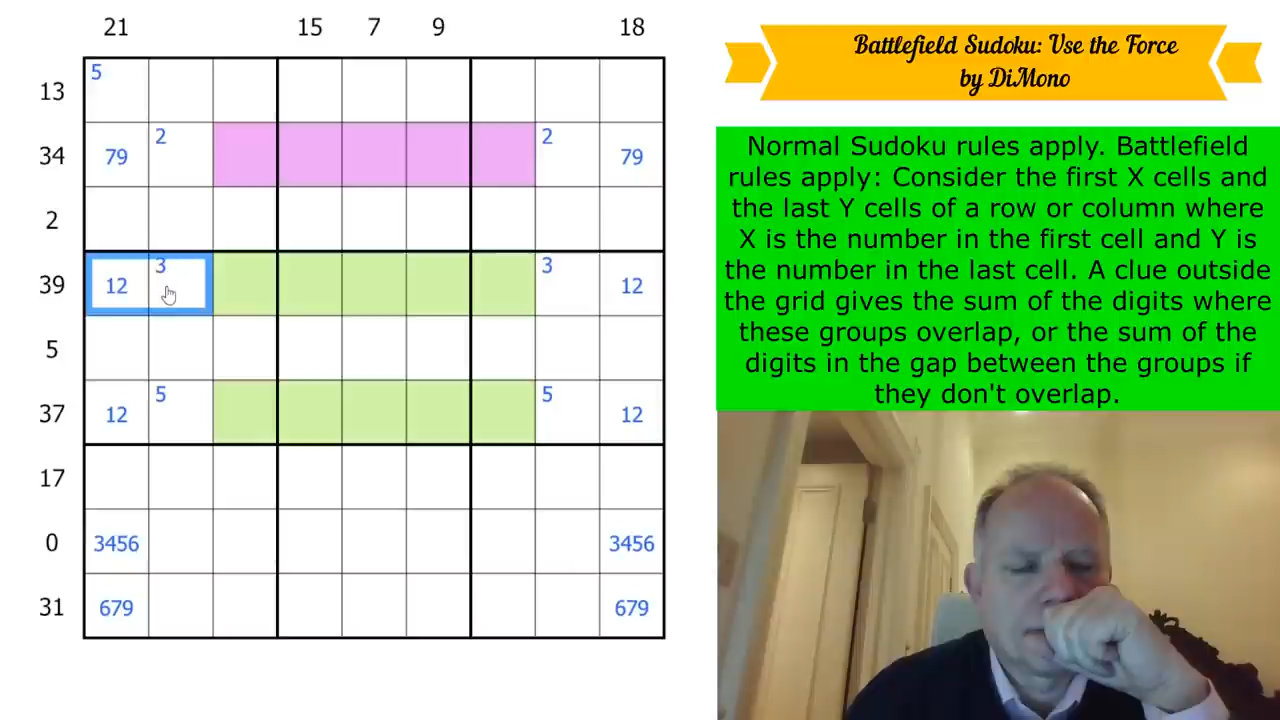 21 15 7 9 18
Battlefield Sudoku: Use the Force
by DiMono
13 5
34 79 2 2 79
2
39 12 3 3 12
5
37 12 5 5 12
17
0 3456 3456
31 679 679
Normal Sudoku rules apply. Battlefield
rules apply: Consider the first X cells and
the last Y cells of a row or column where
X is the number in the first cell and Y is
the number in the last cell. A clue outside
the grid gives the sum of the digits where
these groups overlap, or the sum of the
digits in the gap between the groups if
they don't overlap.